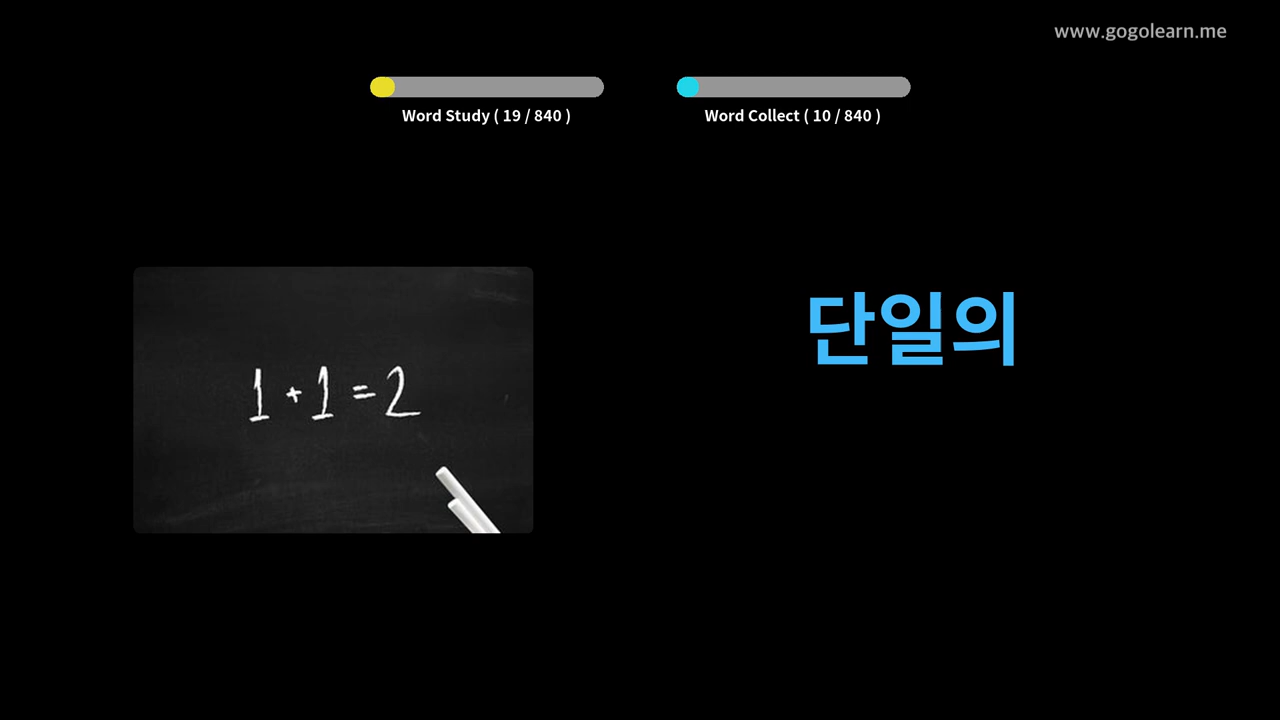 www.gogolearn.me
Word Study ( 19 / 840 )
Word Collect ( 10 / 840 )
1 + 1 = 2
단일의